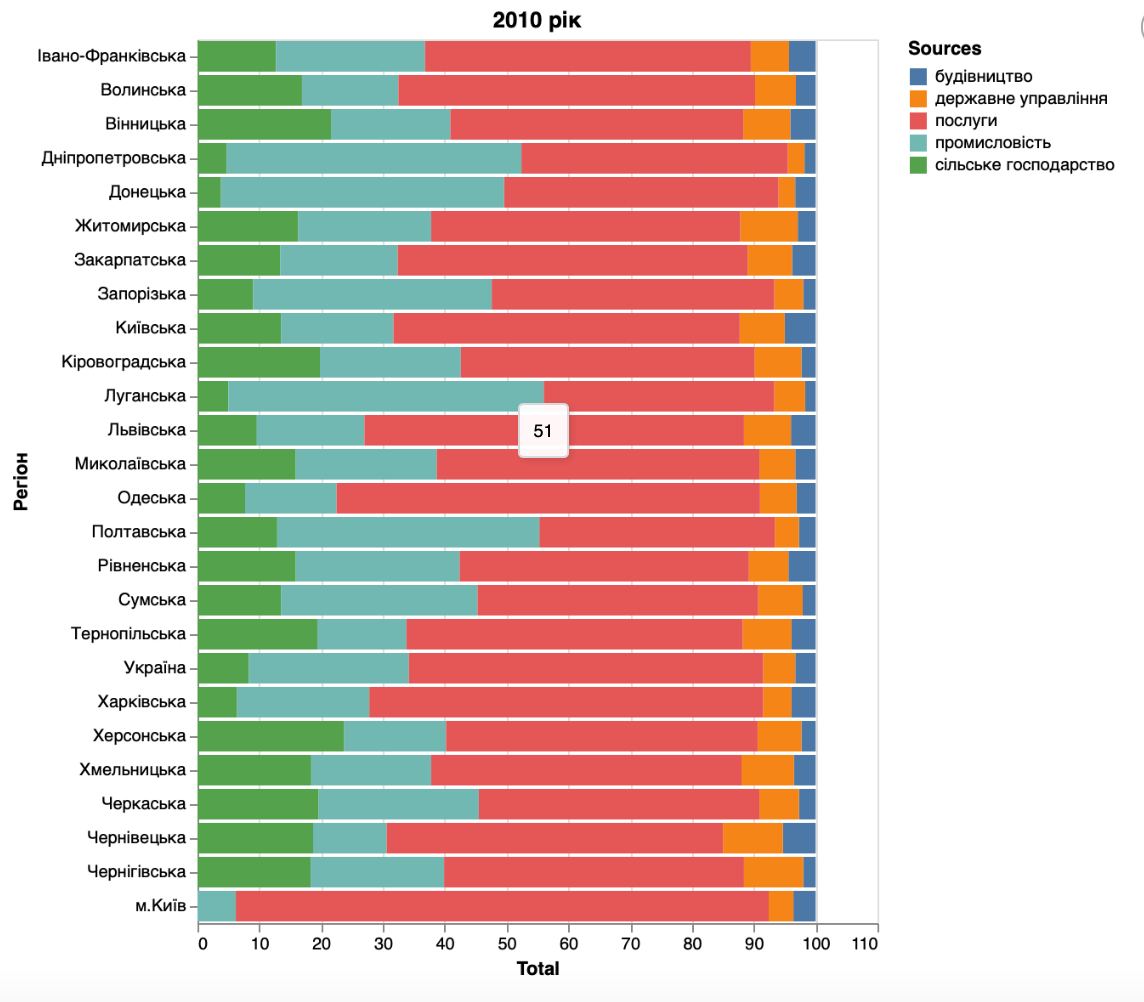 2010 рік
Sources
будівництво
державне управління
послуги
промисловість
сільське господарство
Регіон
Івано-Франківська
Волинська
Вінницька
Дніпропетровська
Донецька
Житомирська
Закарпатська
Запорізька
Київська
Кіровоградська
Луганська
Львівська
51
Миколаївська
Одеська
Полтавська
Рівненська
Сумська
Тернопільська
Україна
Харківська
Херсонська
Хмельницька
Черкаська
Чернівецька
Чернігівська
м.Київ
0 10 20 30 40 50 60 70 80 90 100 110
Total